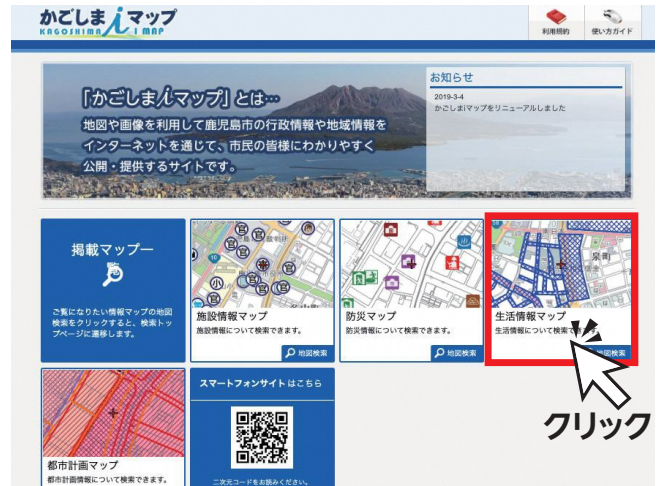 かごしまiマップ
KAGOSHIMA I MAP
利用規約
使い方ガイド
「かごしまiマップ」とは…
地図や画像を利用して鹿児島市の行政情報や地域情報を
インターネットを通じて、市民の皆様にわかりやすく
公開・提供するサイトです。
お知らせ
2019-3-4
かごしまiマップをリニューアルしました
掲載マップ一覧
ご覧になりたい情報マップの地図
検索をクリックすると、検索トッ
プページに遷移します。
施設情報マップ
施設情報について検索できます。
地図検索
防災マップ
防災情報について検索できます。
地図検索
泉町
生活情報マップ
生活情報について検索できます。
地図検索
クリック
都市計画マップ
都市計画情報について検索できます。
スマートフォンサイトはこちら
二次元コードをお読みください。